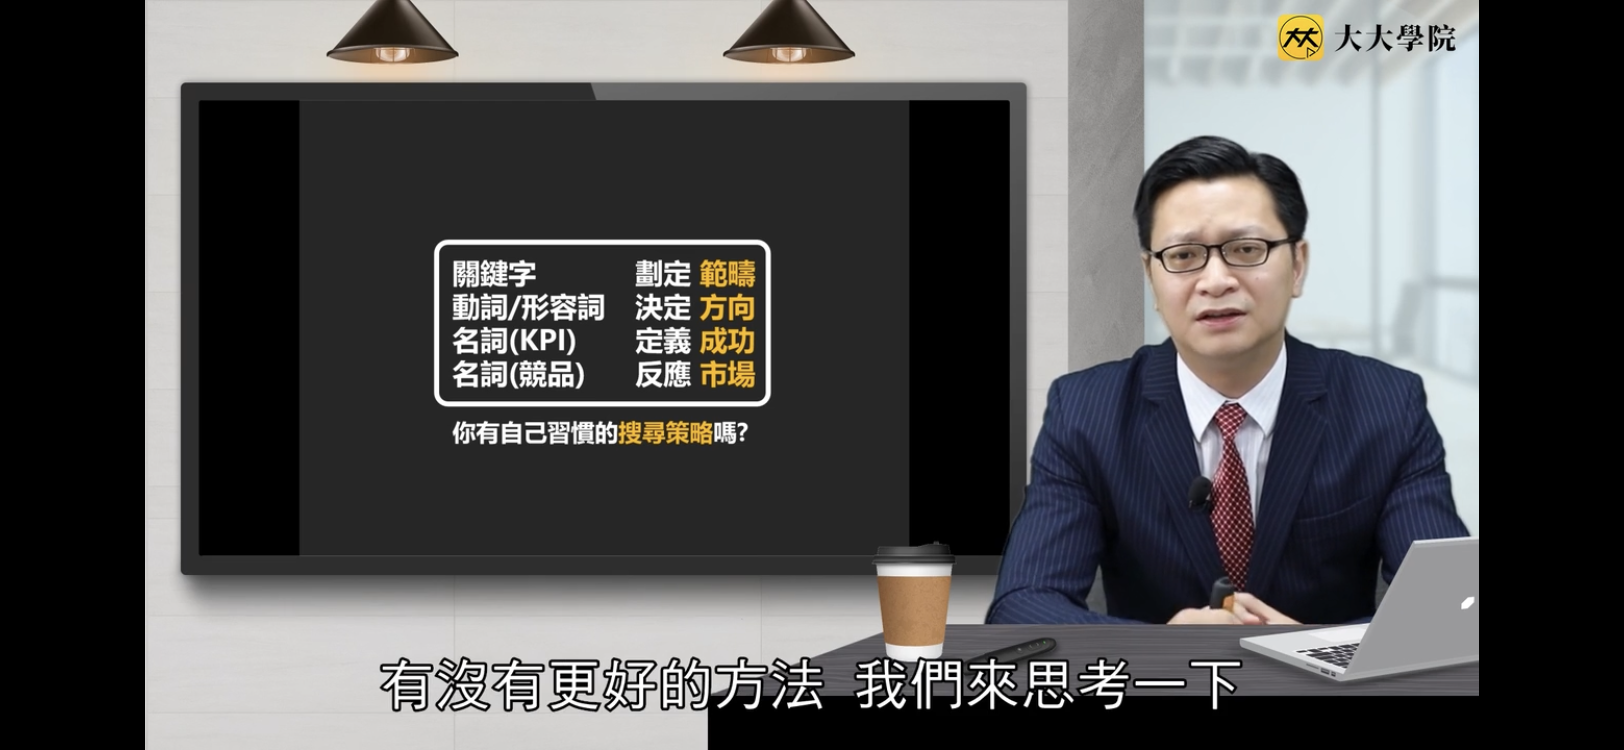 大大學院
關鍵字 劃定 範疇
動詞/形容詞 決定 方向
名詞(KPI) 定義 成功
名詞(競品) 反應 市場
你有自己習慣的搜尋策略嗎?
有沒有更好的方法 我們來思考一下